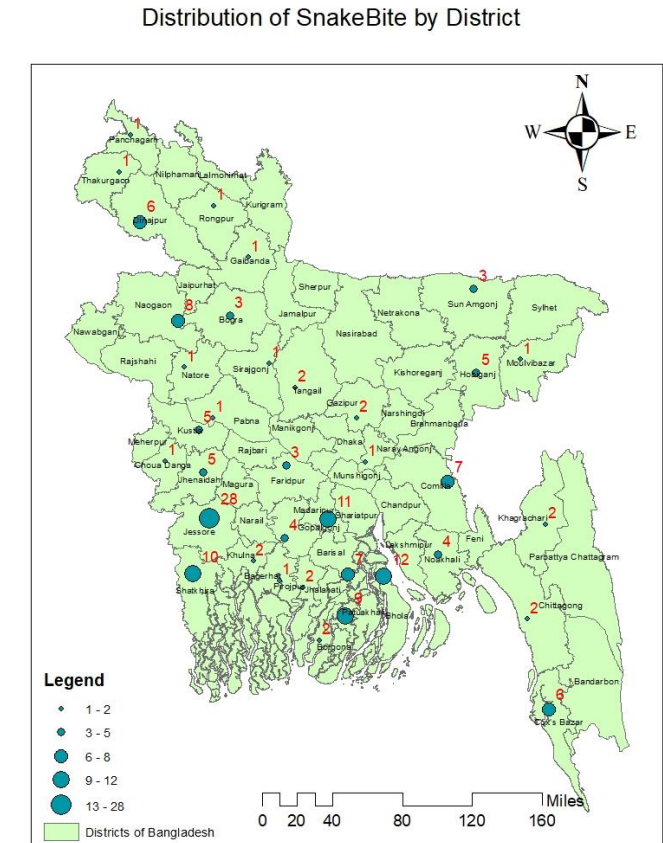 Distribution of SnakeBite by District
N
W
E
S
1
Panchagarh
1
Thakurgaon
Nilphamari
Lalmonirhat
6
Dinajpur
1
Rongpur
Kurigram
1
Gaibanda
Jaipurhat
Sherpur
3
Sun Amgonj
Sylhet
Naogaon
8
3
Bogra
Jamalpur
Netrakona
Nasirabad
Nawabganj
Rajshahi
1
Natore
1
Sirajgonj
2
Tangail
Kishoreganj
5
Hobiganj
1
Moulvibazar
Gazipur
2
Narshingdi
Brahmanbaria
5
1
Kustia
Pabna
Manikgonj
Meherpur
1
Choua Danga
Rajbari
Dhaka
1
Naray Angonj
5
Jhenaidah
Magura
3
Faridpur
Munshigonj
7
Comilla
28
Jessore
Narail
Madaripur
11
Shariatpur
Gopalgonj
Chandpur
Khagrachari
2
4
Khulna
2
Barisal
Lakshmipur
4
Noakhali
Feni
Parbattya Chattagram
10
Shatkhira
Bagerhat
1
Pirojpur
2
Jhalahati
7
12
9
Patuakhali
Bhola
2
Chittagong
2
Borgona
Bandarbon
6
Cox's Bazar
Legend
1 - 2
3 - 5
6 - 8
9 - 12
13 - 28
Districts of Bangladesh
Miles
0 20 40 80 120 160